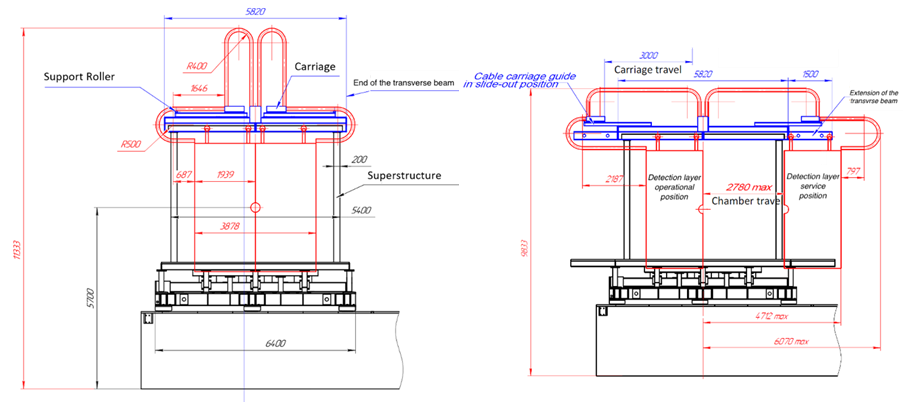 5820
R400
Support Roller
Carriage
End of the transverse beam
1646
R500
200
687
1939
Superstructure
5400
3878
11333
5700
6400
3000
Carriage travel
Cable carriage guide
in slide-out position
5820
1500
Extension of the
transvrse beam
2187
Detection layer
operational
position
2780 max
Chamber trave
Detection layer
service
position
797
9833
4712 max
6070 max